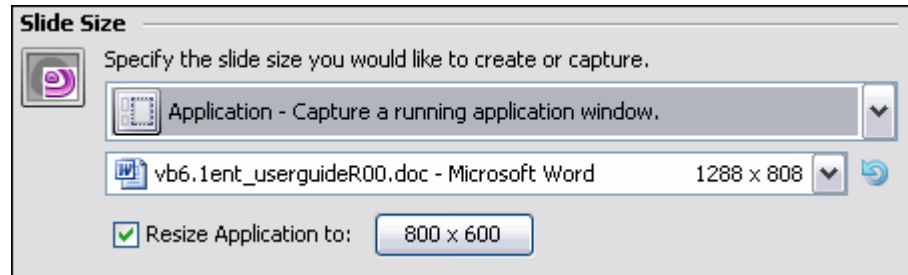 Slide Size
Specify the slide size you would like to create or capture.
Application - Capture a running application window.
vb6.1ent_userguideR00.doc - Microsoft Word 1288 x 808
Resize Application to: 800 x 600